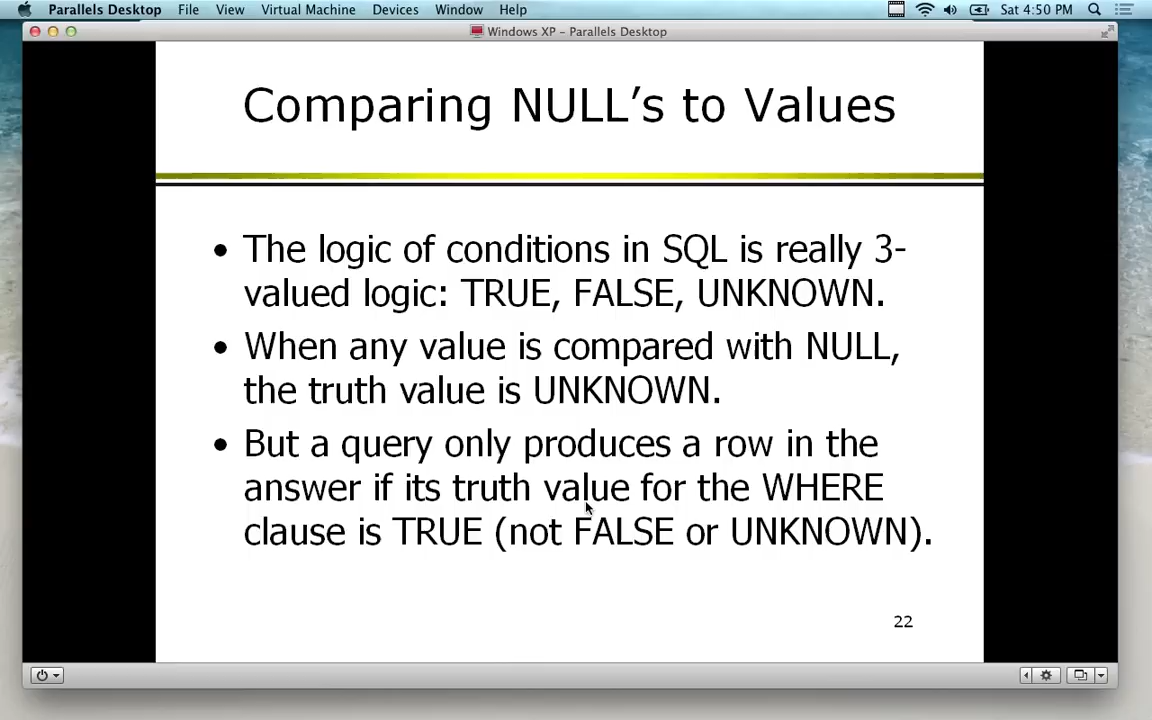 Parallels Desktop File View Virtual Machine Devices Window Help Sat 4:50 PM
Windows XP – Parallels Desktop
Comparing NULL’s to Values
• The logic of conditions in SQL is really 3-
valued logic: TRUE, FALSE, UNKNOWN.
• When any value is compared with NULL,
the truth value is UNKNOWN.
• But a query only produces a row in the
answer if its truth value for the WHERE
clause is TRUE (not FALSE or UNKNOWN).
22